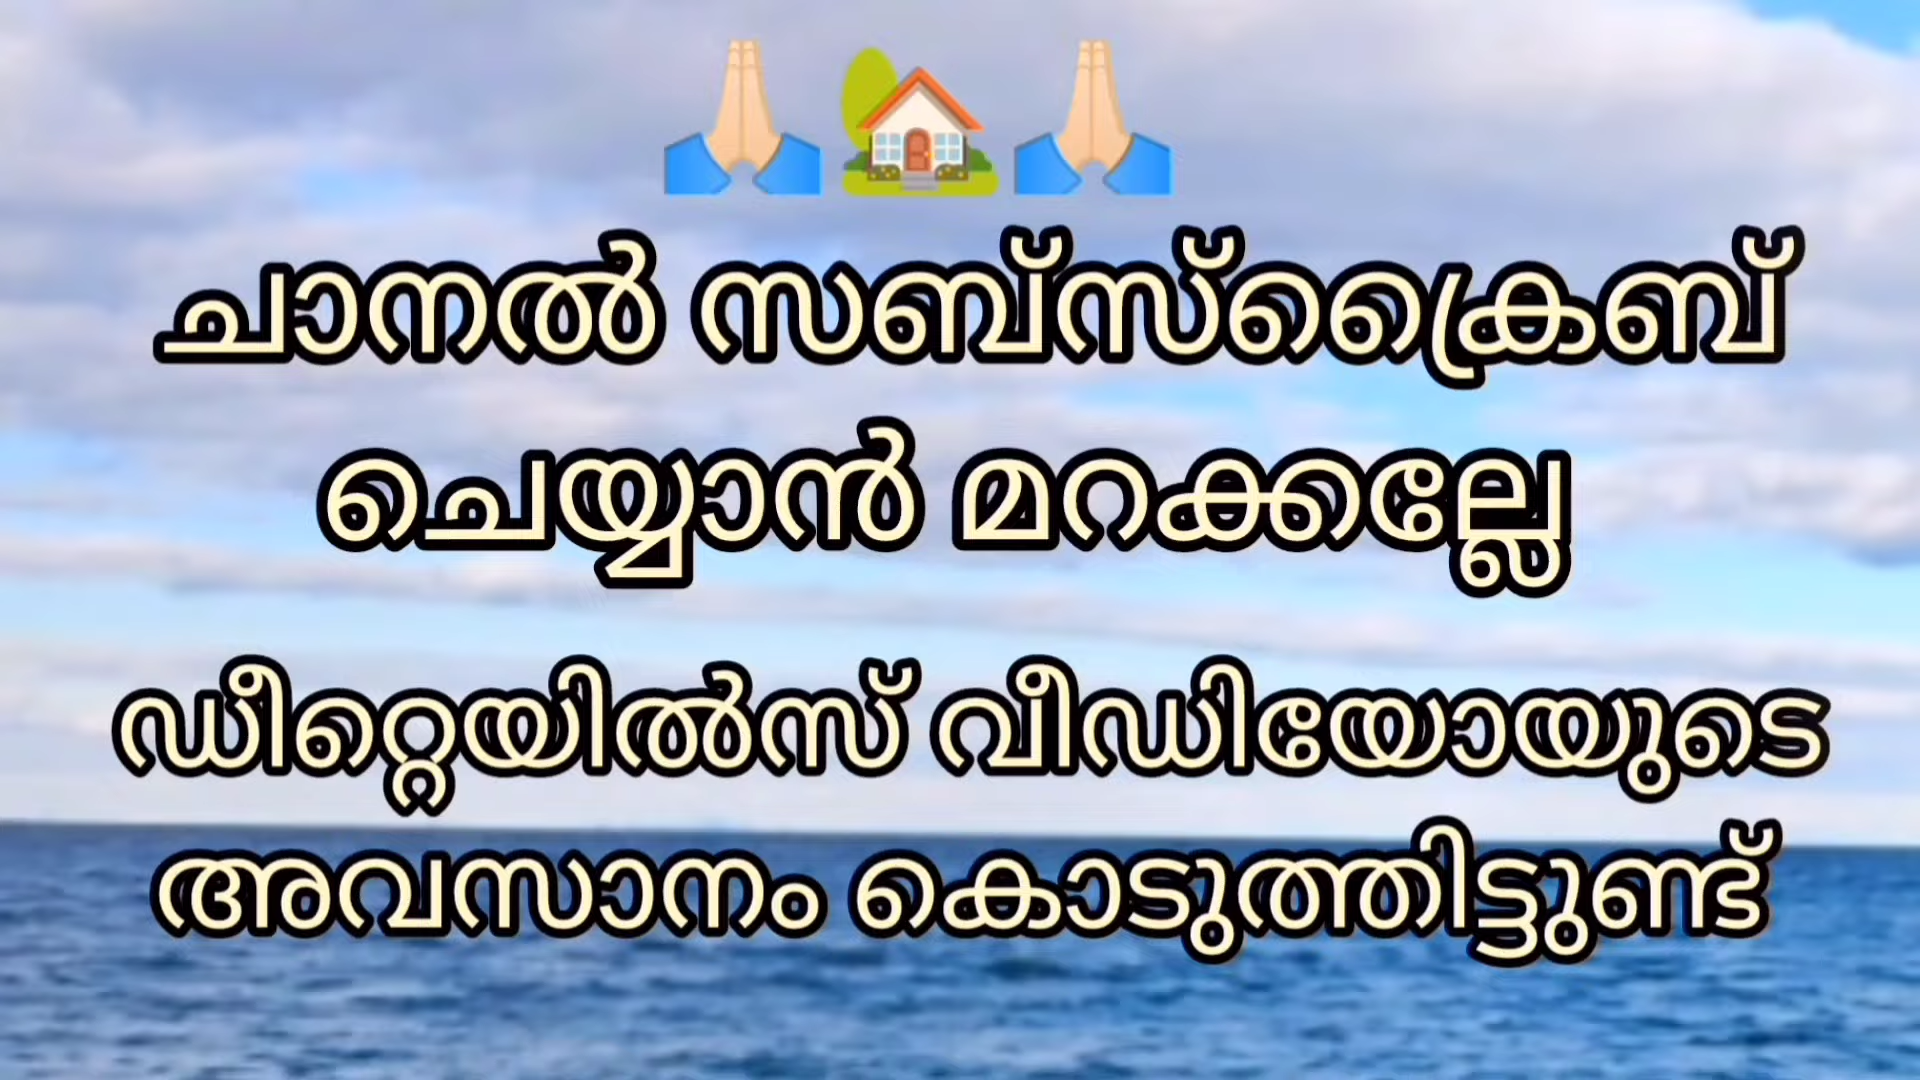 🙏🏻🏡🙏🏻
ചാനൽ സബ്സ്ക്രൈബ്
ചെയ്യാൻ മറക്കല്ലേ
ഡീറ്റെയിൽസ് വീഡിയോയുടെ
അവസാനം കൊടുത്തിട്ടുണ്ട്